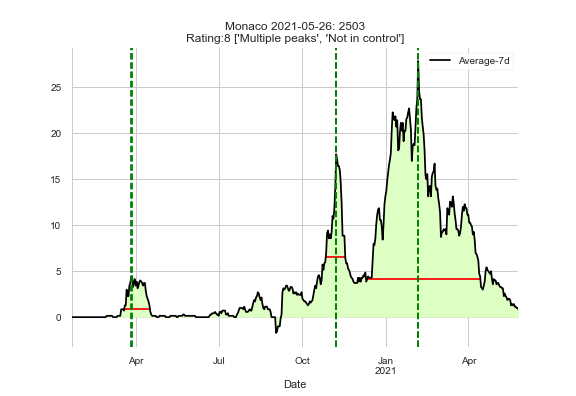 Monaco 2021-05-26: 2503
Rating:8 ['Multiple peaks', 'Not in control']
Average-7d
25
20
15
10
5
0
Apr
Jul
Oct
Jan
2021
Apr
Date